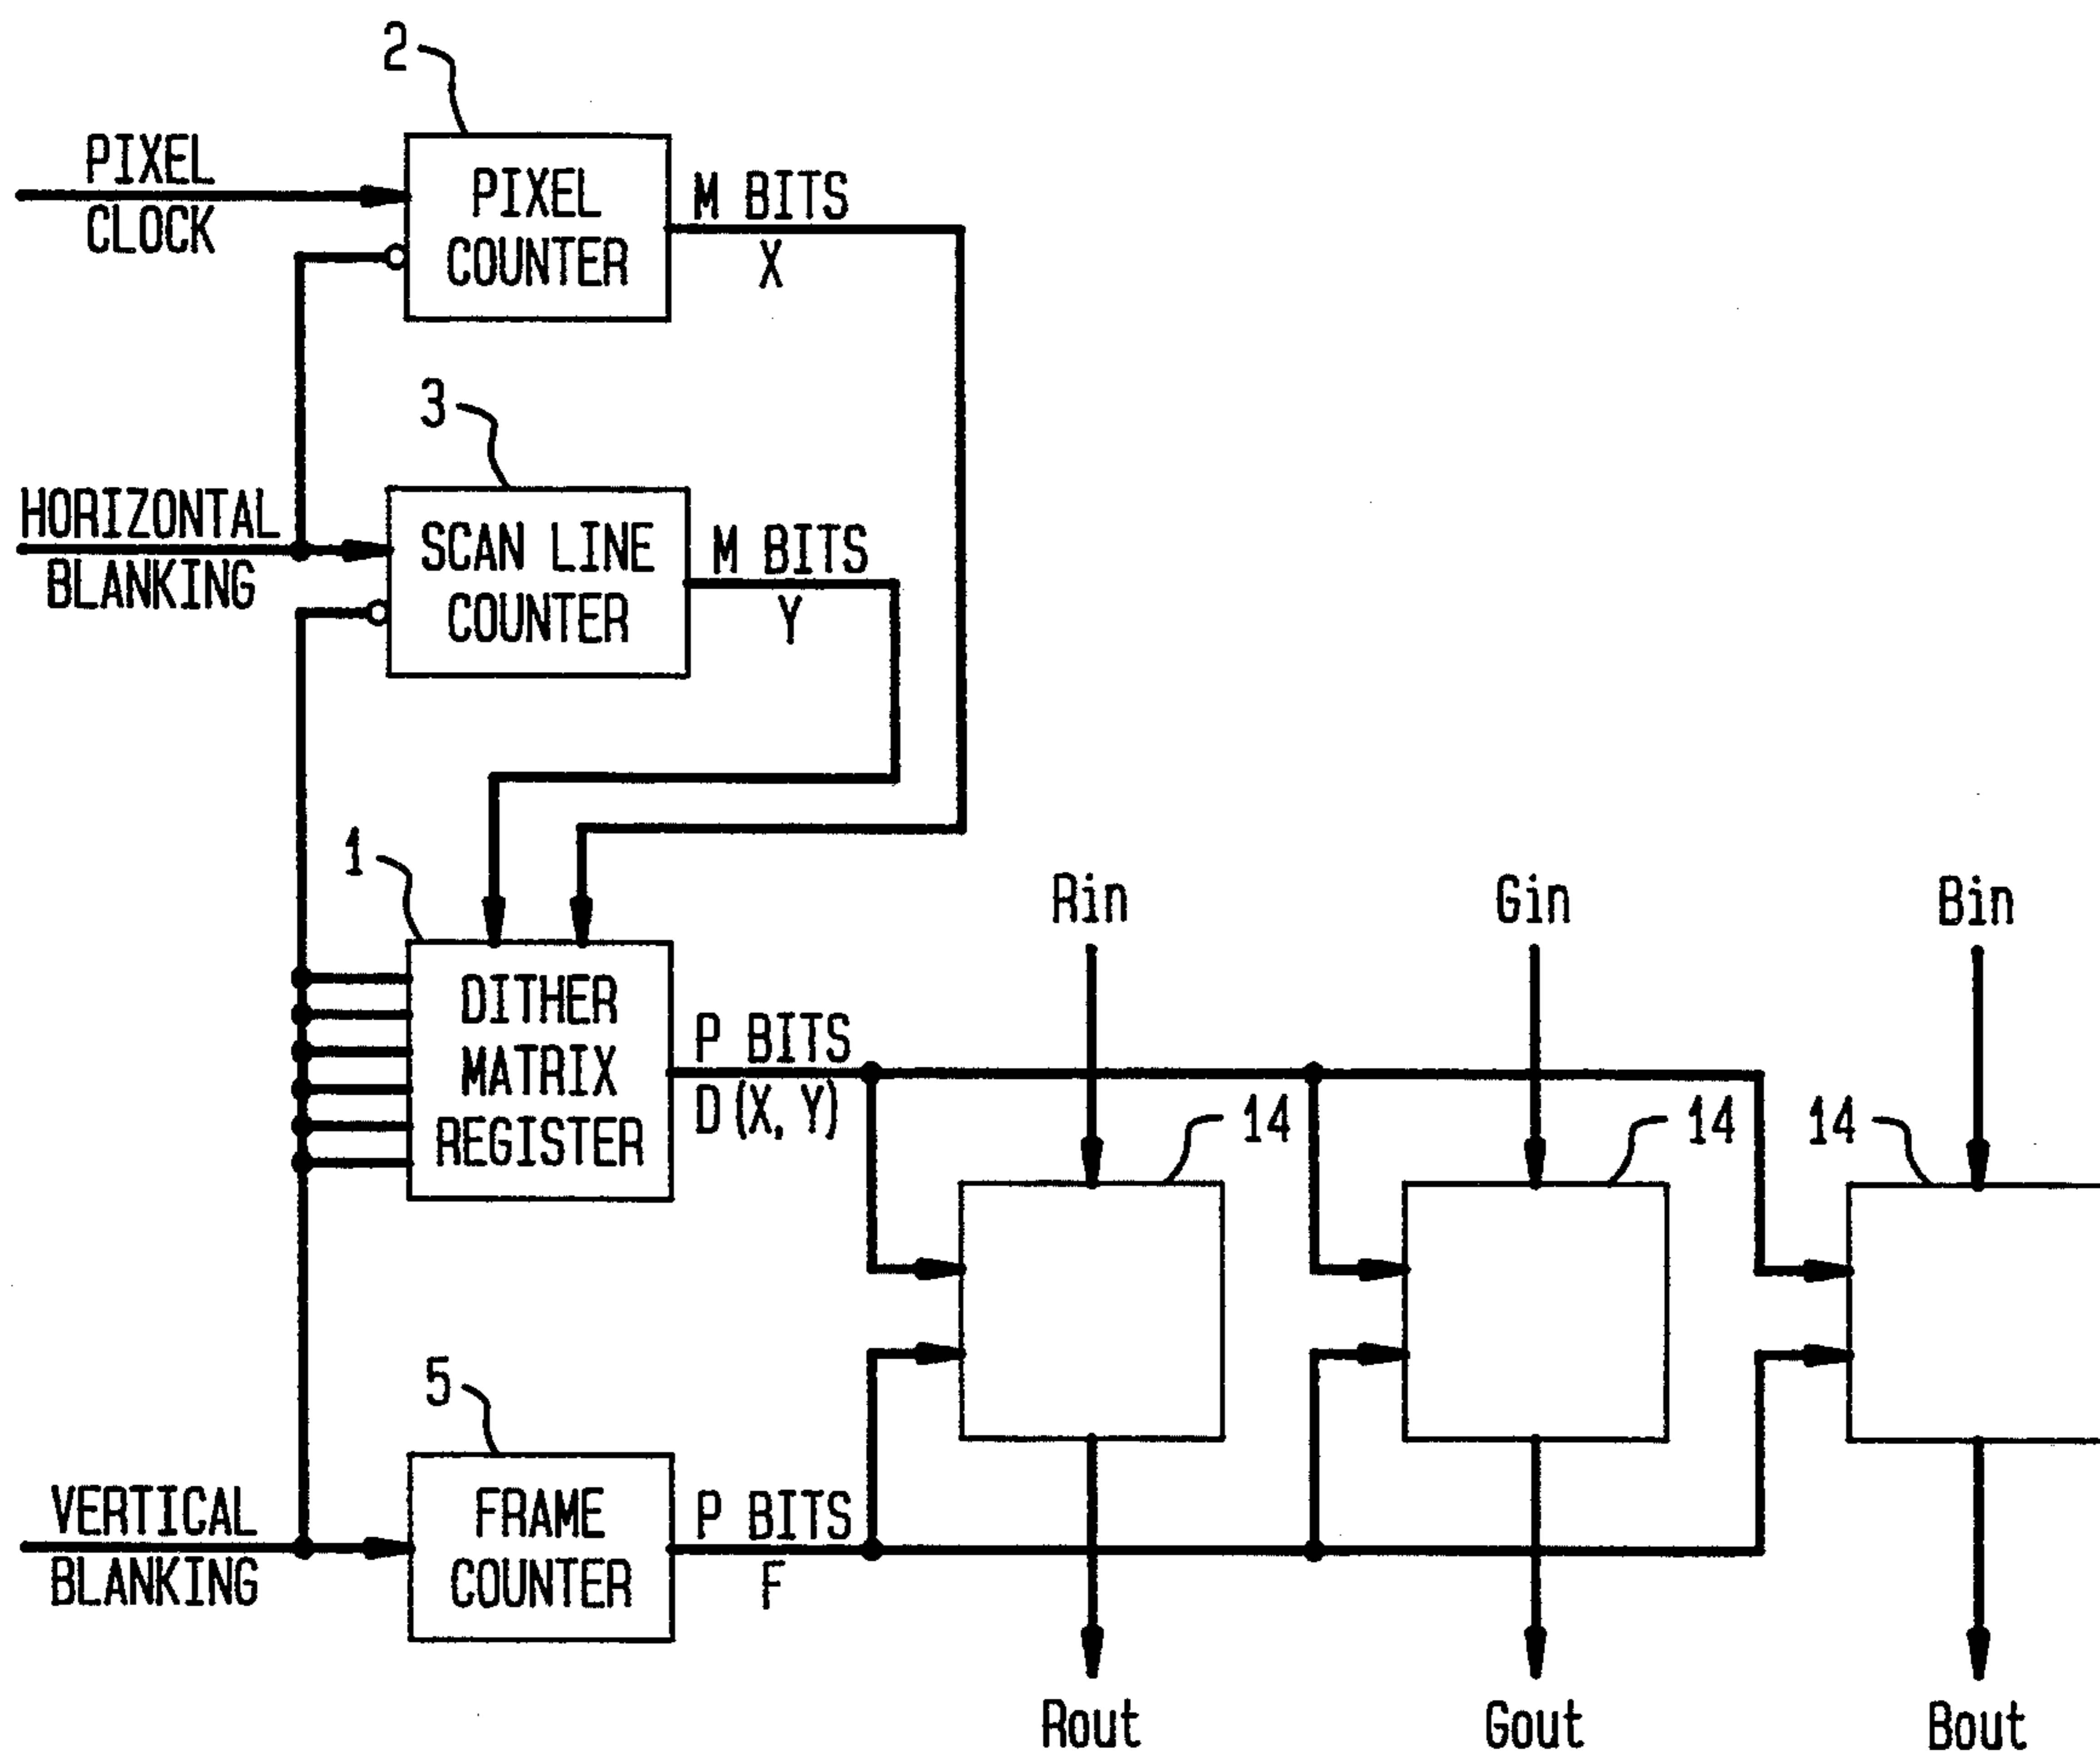 2
PIXEL
CLOCK
PIXEL
COUNTER
M BITS
X
3
HORIZONTAL
BLANKING
SCAN LINE
COUNTER
M BITS
Y
1
DITHER
MATRIX
REGISTER
P BITS
D (X, Y)
Rin
Gin
Bin
14
14
14
5
VERTICAL
BLANKING
FRAME
COUNTER
P BITS
F
Rout
Gout
Bout